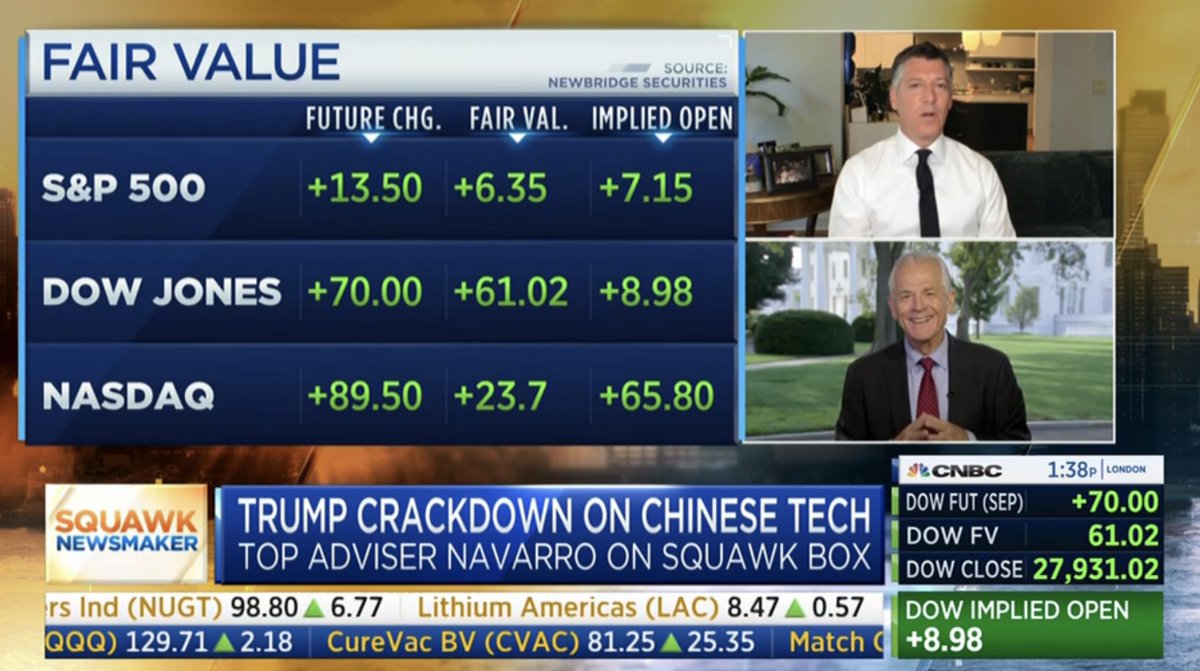 FAIR VALUE
SOURCE:
NEWBRIDGE SECURITIES
FUTURE CHG. FAIR VAL. IMPLIED OPEN
S&P 500 +13.50 +6.35 +7.15
DOW JONES +70.00 +61.02 +8.98
NASDAQ +89.50 +23.7 +65.80
SQUAWK
NEWSMAKER
TRUMP CRACKDOWN ON CHINESE TECH
TOP ADVISER NAVARRO ON SQUAWK BOX
CNBC 1:38P LONDON
DOW FUT (SEP) +70.00
DOW FV 61.02
DOW CLOSE 27,931.02
DOW IMPLIED OPEN
+8.98
ers Ind (NUGT) 98.80 ▲ 6.77 Lithium Americas (LAC) 8.47 ▲ 0.57
QQQ) 129.71 ▲ 2.18 CureVac BV (CVAC) 81.25 ▲ 25.35 Match